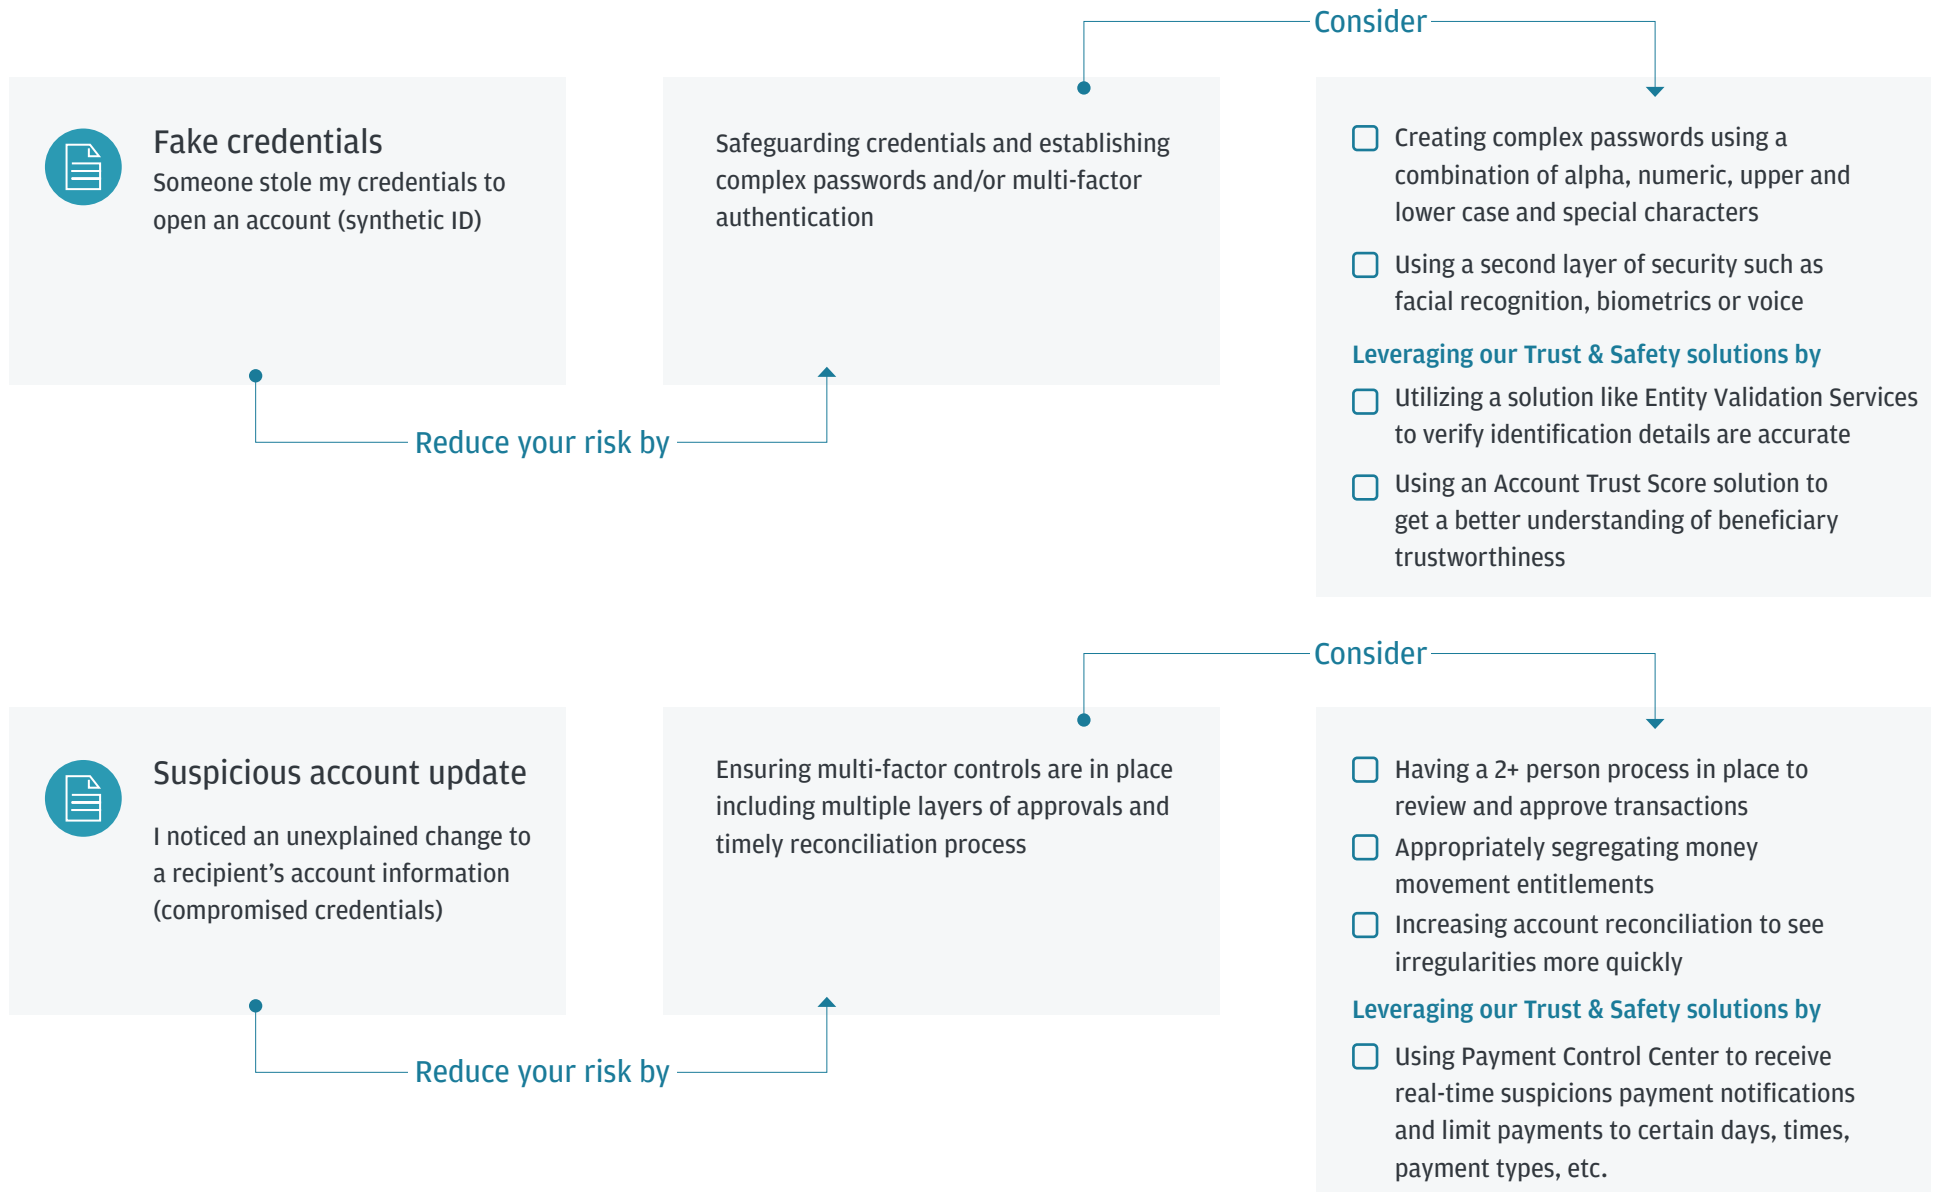 Consider
Fake credentials
Someone stole my credentials to
open an account (synthetic ID)
Reduce your risk by
Safeguarding credentials and establishing
complex passwords and/or multi-factor
authentication
Creating complex passwords using a
combination of alpha, numeric, upper and
lower case and special characters
Using a second layer of security such as
facial recognition, biometrics or voice
Leveraging our Trust & Safety solutions by
Utilizing a solution like Entity Validation Services
to verify identification details are accurate
Using an Account Trust Score solution to
get a better understanding of beneficiary
trustworthiness
Consider
Suspicious account update
I noticed an unexplained change to
a recipient’s account information
(compromised credentials)
Reduce your risk by
Ensuring multi-factor controls are in place
including multiple layers of approvals and
timely reconciliation process
Having a 2+ person process in place to
review and approve transactions
Appropriately segregating money
movement entitlements
Increasing account reconciliation to see
irregularities more quickly
Leveraging our Trust & Safety solutions by
Using Payment Control Center to receive
real-time suspicions payment notifications
and limit payments to certain days, times,
payment types, etc.